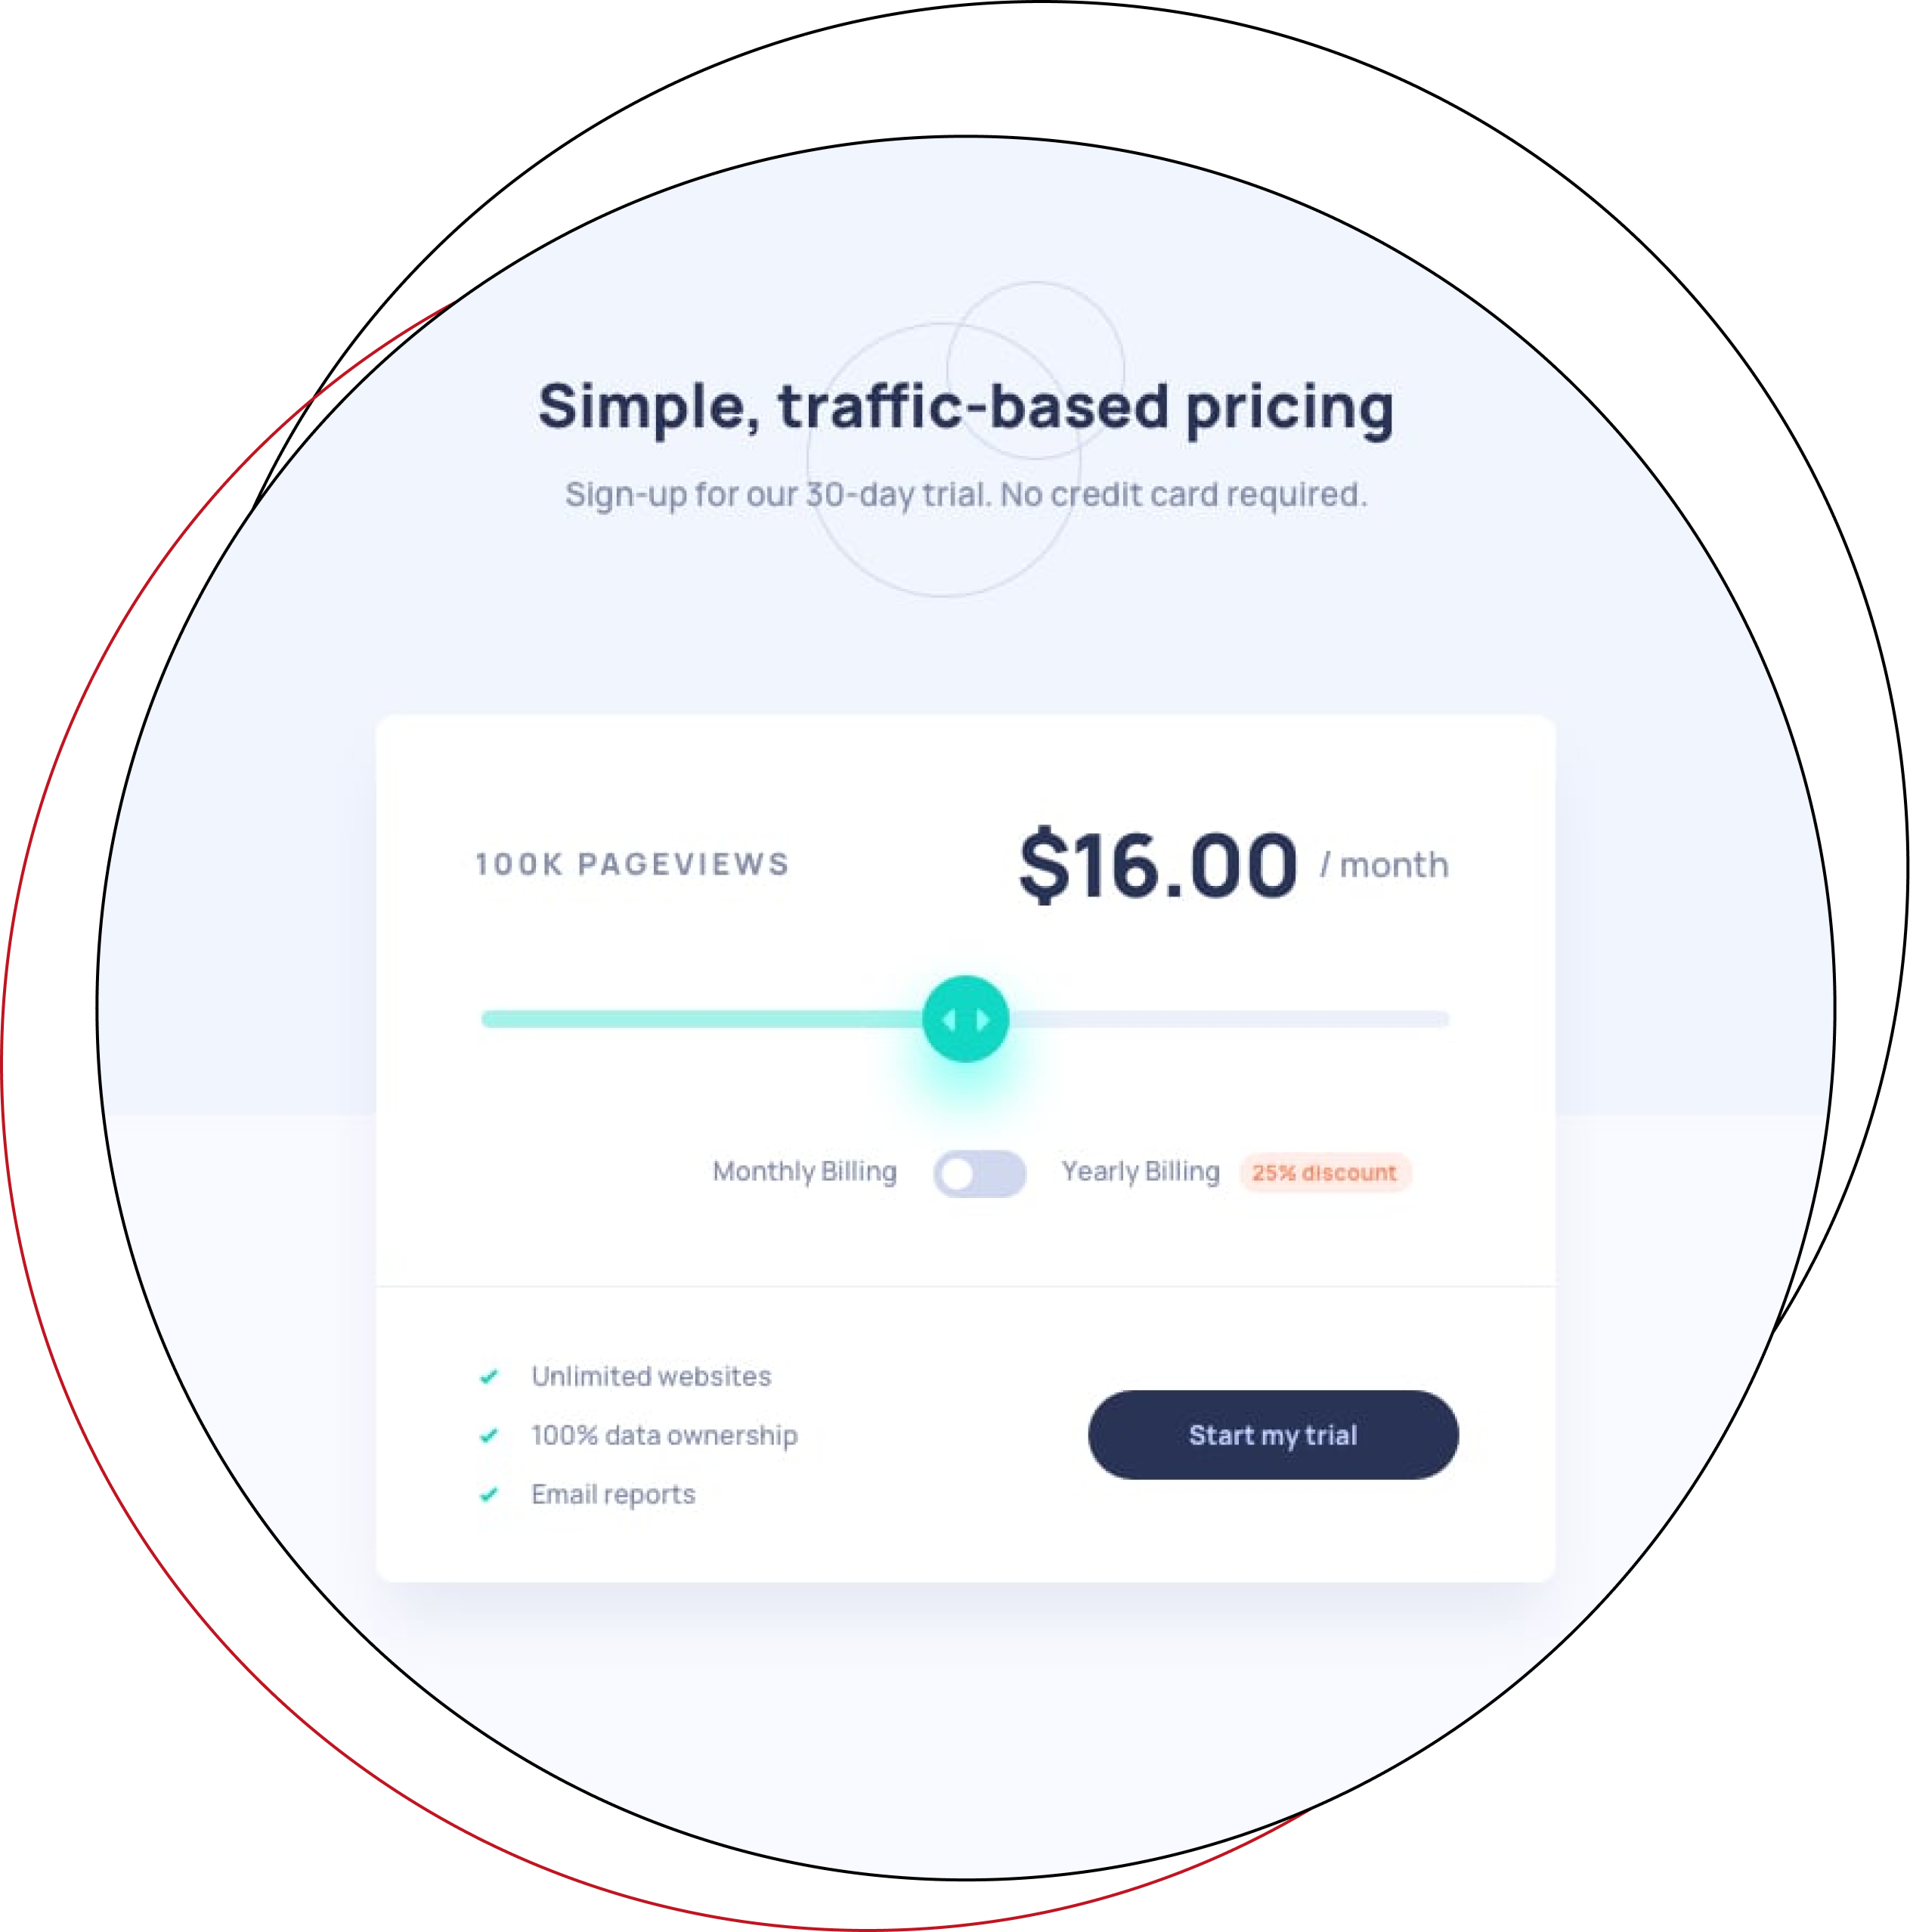 Simple, traffic-based pricing
Sign-up for our 30-day trial. No credit card required.
100K PAGEVIEWS
$16.00 / month
Monthly Billing
Yearly Billing
25% discount
Unlimited websites
100% data ownership
Email reports
Start my trial